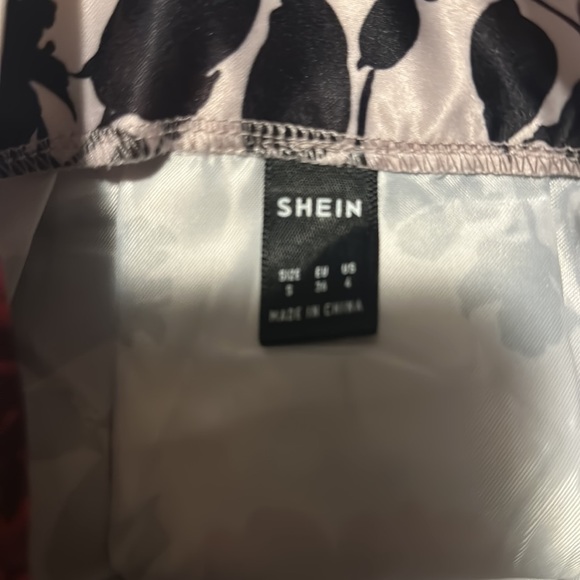 SHEIN
SIZE EU US
S 36 4
MADE IN CHINA